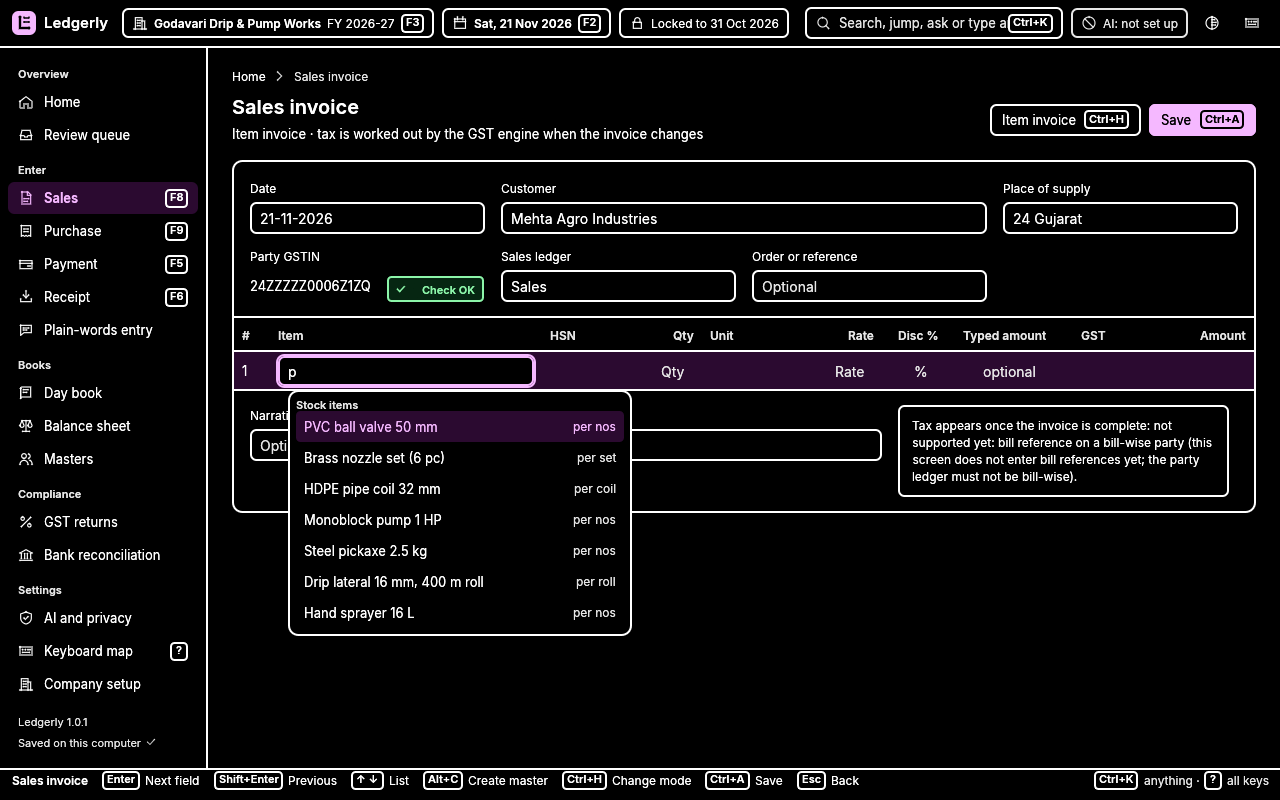 Ledgerly
Godavari Drip & Pump Works FY 2026-27 F3
Sat, 21 Nov 2026 F2
Locked to 31 Oct 2026
Search, jump, ask or type a Ctrl+K
AI: not set up
Overview
Home
Review queue
Enter
Sales F8
Purchase F9
Payment F5
Receipt F6
Plain-words entry
Books
Day book
Balance sheet
Masters
Compliance
GST returns
Bank reconciliation
Settings
AI and privacy
Keyboard map ?
Company setup
Ledgerly 1.0.1
Saved on this computer
Home Sales invoice
Sales invoice
Item invoice · tax is worked out by the GST engine when the invoice changes
Item invoice Ctrl+H
Save Ctrl+A
Date Customer Place of supply
21-11-2026 Mehta Agro Industries 24 Gujarat
Party GSTIN Sales ledger Order or reference
24ZZZZZ0006Z1ZQ Check OK Sales Optional
# Item HSN Qty Unit Rate Disc % Typed amount GST Amount
1 p Qty Rate % optional
Narrati
Opti
Stock items
PVC ball valve 50 mm per nos
Brass nozzle set (6 pc) per set
HDPE pipe coil 32 mm per coil
Monoblock pump 1 HP per nos
Steel pickaxe 2.5 kg per nos
Drip lateral 16 mm, 400 m roll per roll
Hand sprayer 16 L per nos
Tax appears once the invoice is complete: not
supported yet: bill reference on a bill-wise party (this
screen does not enter bill references yet; the party
ledger must not be bill-wise).
Sales invoice Enter Next field Shift+Enter Previous ↑ ↓ List Alt+C Create master Ctrl+H Change mode Ctrl+A Save Esc Back Ctrl+K anything · ? all keys